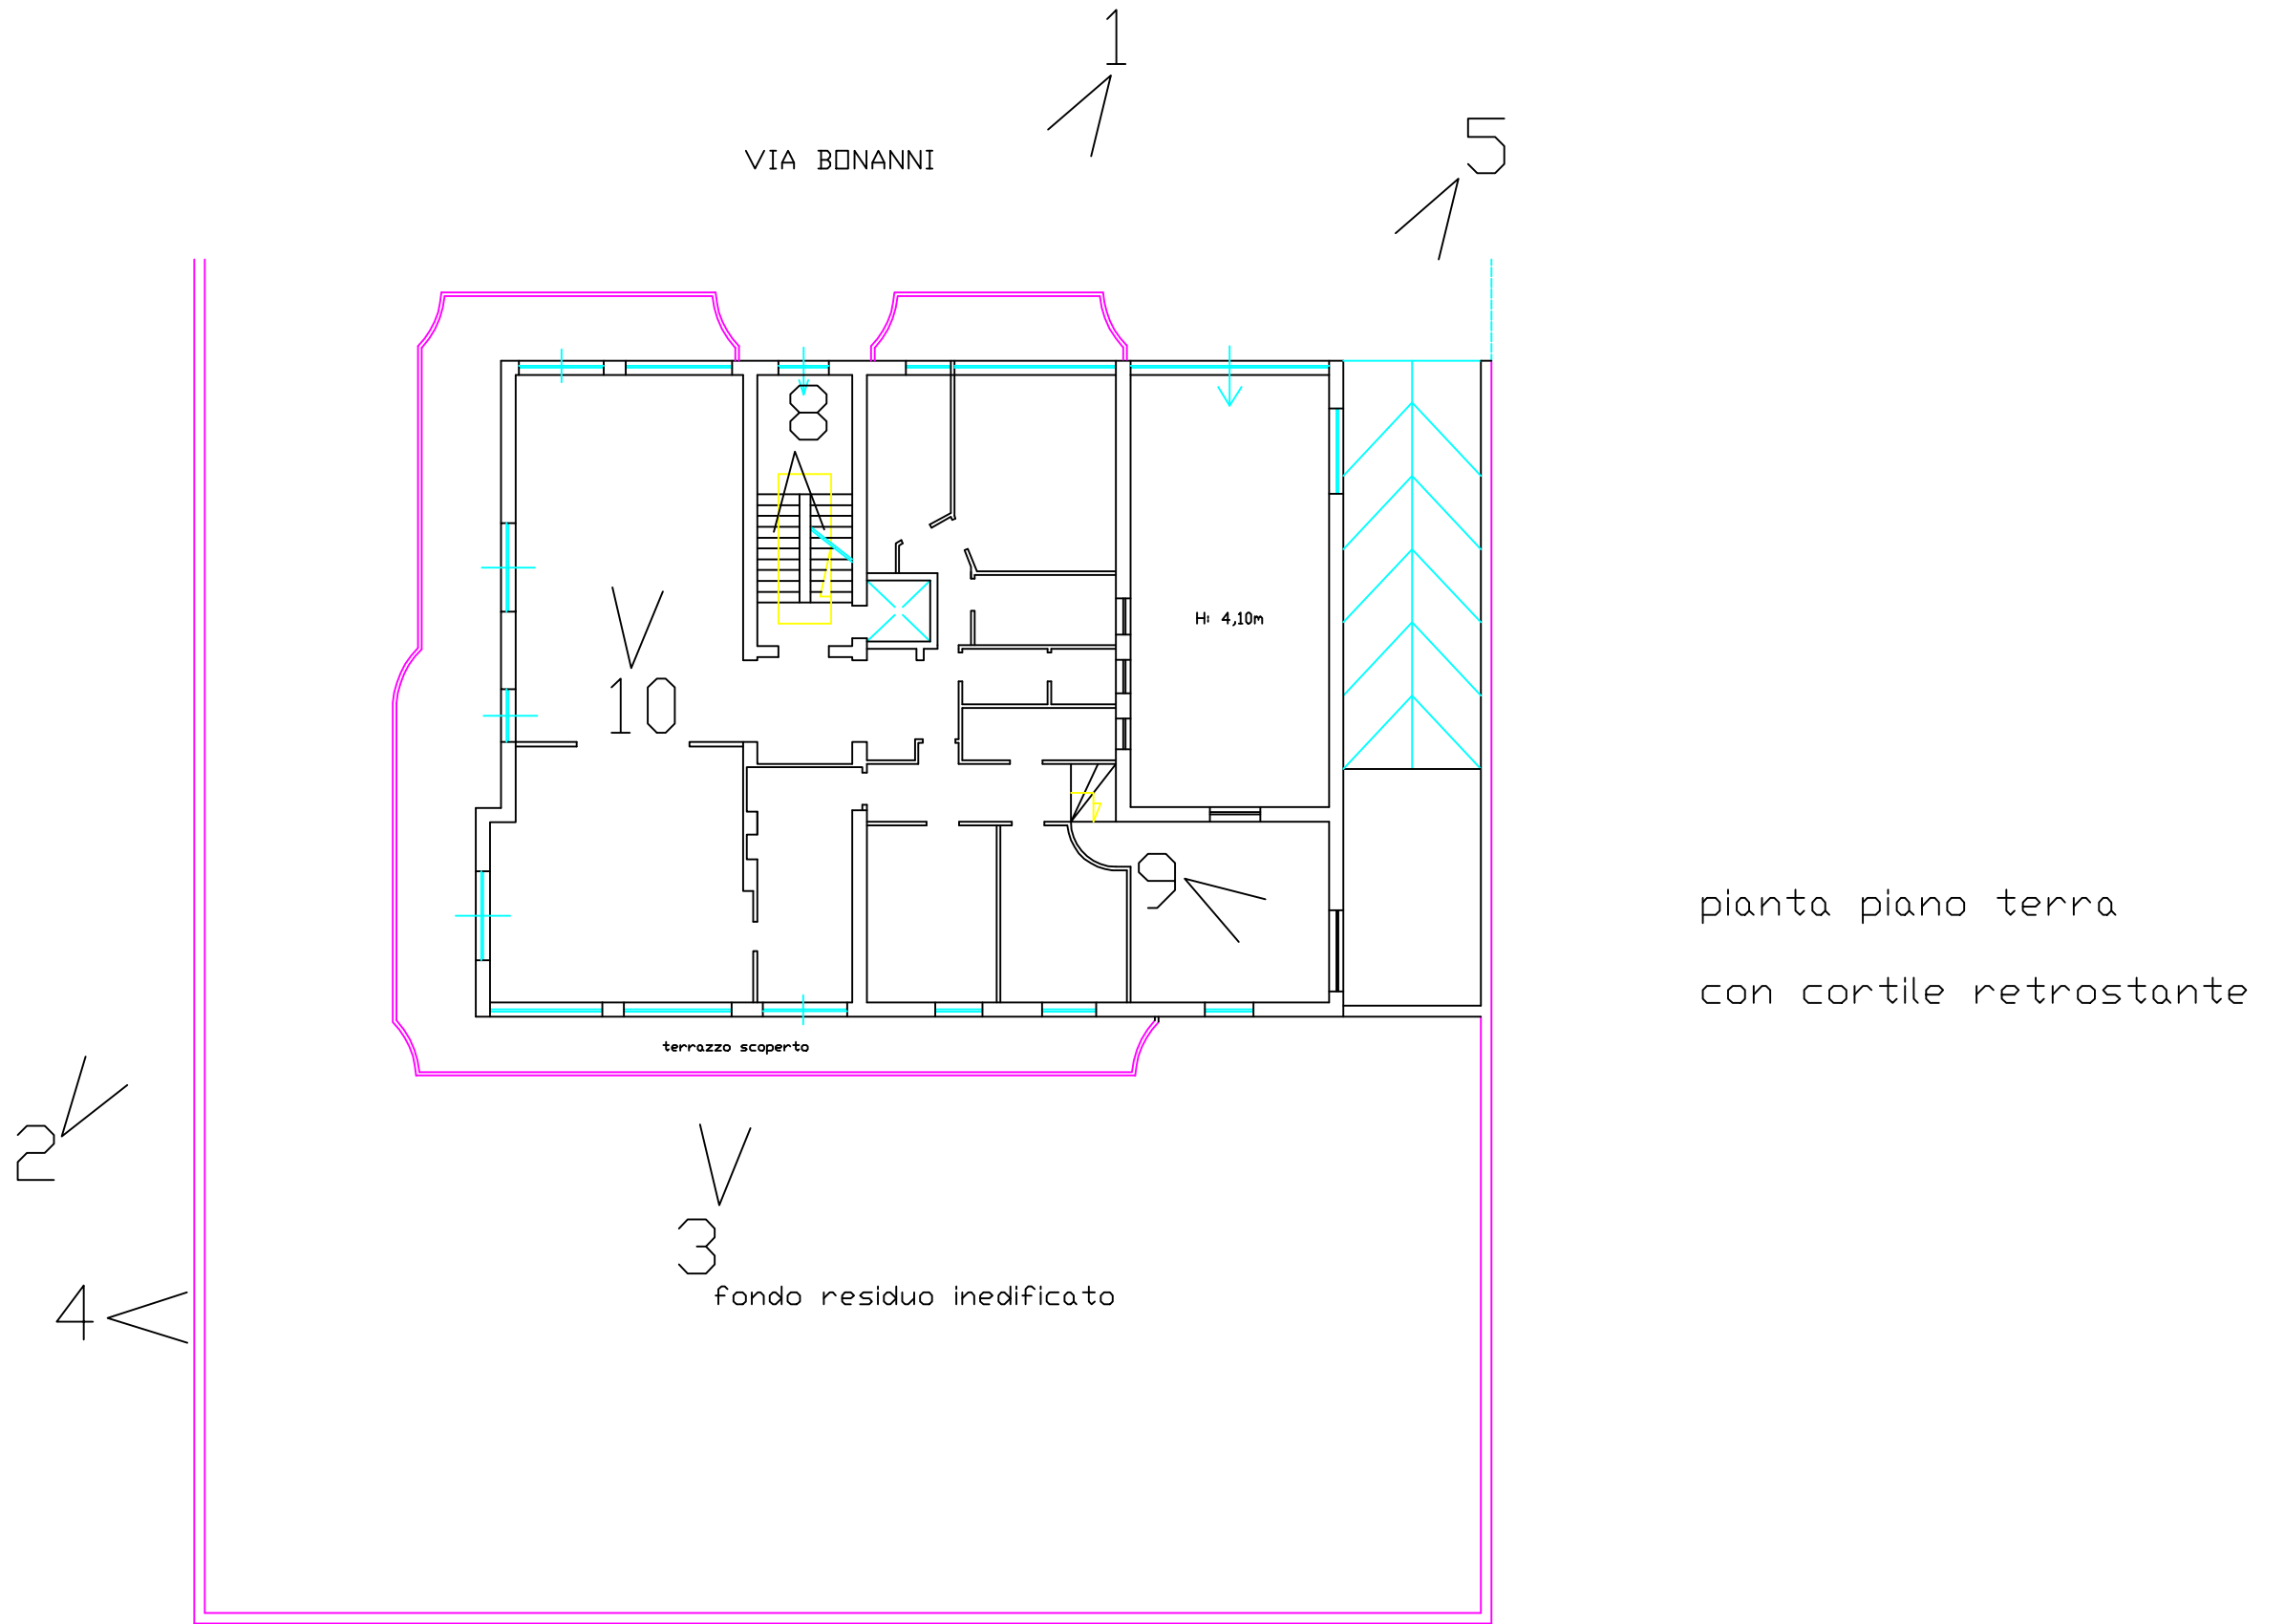 1
5
VIA BONANNI
8
H: 4,10m
10
9
pianta piano terra
con cortile retrostante
terrazzo scoperto
2
3
fondo residuo inedificato
4